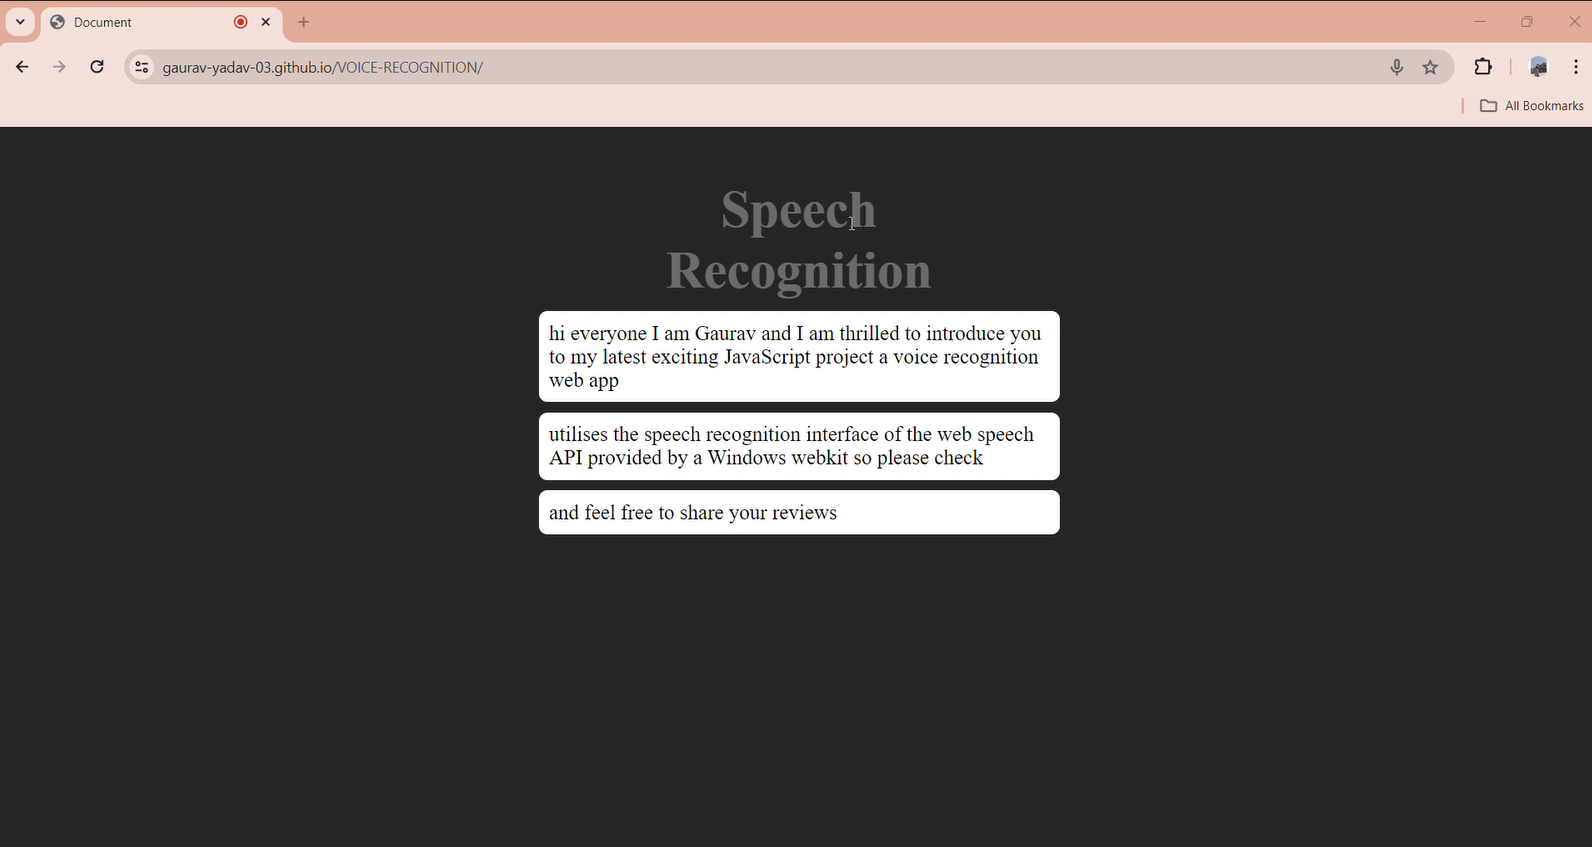 Document
gaurav-yadav-03.github.io/VOICE-RECOGNITION/
All Bookmarks
Speech
Recognition
hi everyone I am Gaurav and I am thrilled to introduce you
to my latest exciting JavaScript project a voice recognition
web app
utilises the speech recognition interface of the web speech
API provided by a Windows webkit so please check
and feel free to share your reviews